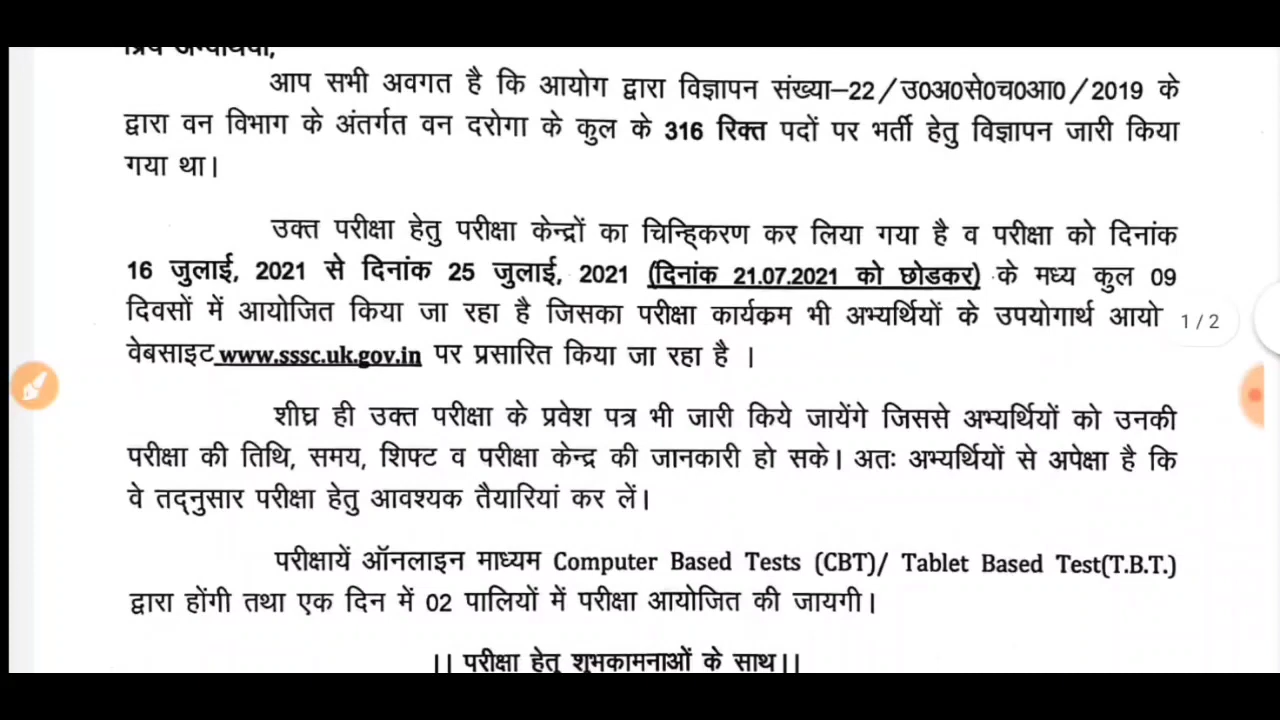 प्रिय अभ्यर्थियों,
आप सभी अवगत है कि आयोग द्वारा विज्ञापन संख्या–22/उ0अ0से0च0आ0/2019 के
द्वारा वन विभाग के अंतर्गत वन दरोगा के कुल के 316 रिक्त पदों पर भर्ती हेतु विज्ञापन जारी किया
गया था।
उक्त परीक्षा हेतु परीक्षा केन्द्रों का चिन्हि्करण कर लिया गया है व परीक्षा को दिनांक
16 जुलाई, 2021 से दिनांक 25 जुलाई, 2021 (दिनांक 21.07.2021 को छोडकर) के मध्य कुल 09
दिवसों में आयोजित किया जा रहा है जिसका परीक्षा कार्यक्रम भी अभ्यर्थियों के उपयोगार्थ आयो
1/2
वेबसाइट www.sssc.uk.gov.in पर प्रसारित किया जा रहा है ।
शीघ्र ही उक्त परीक्षा के प्रवेश पत्र भी जारी किये जायेंगे जिससे अभ्यर्थियों को उनकी
परीक्षा की तिथि, समय, शिफ्ट व परीक्षा केन्द्र की जानकारी हो सके। अतः अभ्यर्थियों से अपेक्षा है कि
वे तद्नुसार परीक्षा हेतु आवश्यक तैयारियां कर लें।
परीक्षायें ऑनलाइन माध्यम Computer Based Tests (CBT)/ Tablet Based Test(T.B.T.)
द्वारा होंगी तथा एक दिन में 02 पालियों में परीक्षा आयोजित की जायगी।
|| परीक्षा हेतु शुभकामनाओं के साथ||